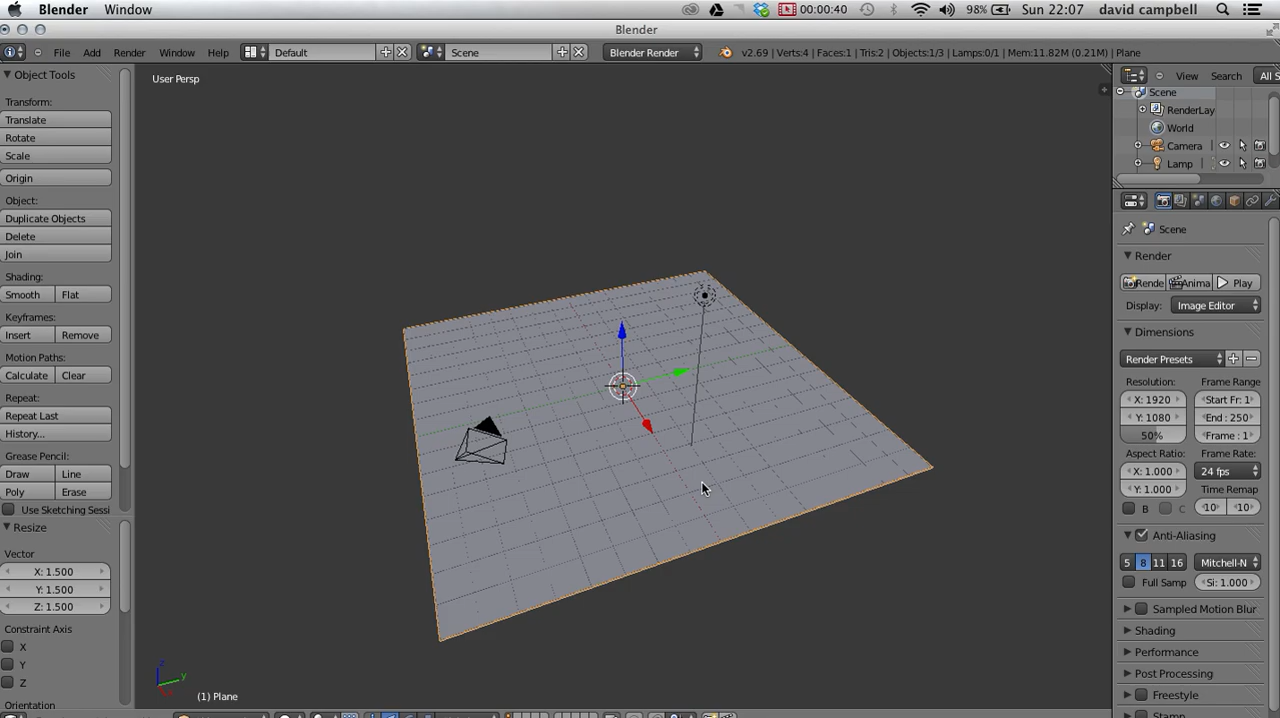 Blender Window 00:00:40 98% Sun 22:07 david campbell
Blender
File Add Render Window Help Default Scene Blender Render v2.69 | Verts:4 | Faces:1 | Tris:2 | Objects:1/3 | Lamps:0/1 | Mem:11.82M (0.21M) | Plane
Object Tools
Transform:
Translate
Rotate
Scale
Origin
Object:
Duplicate Objects
Delete
Join
Shading:
Smooth Flat
Keyframes:
Insert Remove
Motion Paths:
Calculate Clear
Repeat:
Repeat Last
History...
Grease Pencil:
Draw Line
Poly Erase
Use Sketching Sessi
Resize
Vector
X: 1.500
Y: 1.500
Z: 1.500
Constraint Axis
X
Y
Z
Orientation
User Persp
z
y
(1) Plane
View Search All S
Scene
RenderLay
World
Camera
Lamp
Scene
Render
Rende Anima Play
Display: Image Editor
Dimensions
Render Presets
Resolution: Frame Range
X: 1920 Start Fr: 1
Y: 1080 End : 250
50% Frame : 1
Aspect Ratio: Frame Rate:
X: 1.000 24 fps
Y: 1.000 Time Remap
B C 10 10
Anti-Aliasing
5 8 11 16 Mitchell-N
Full Samp Si: 1.000
Sampled Motion Blur
Shading
Performance
Post Processing
Freestyle
Stamp